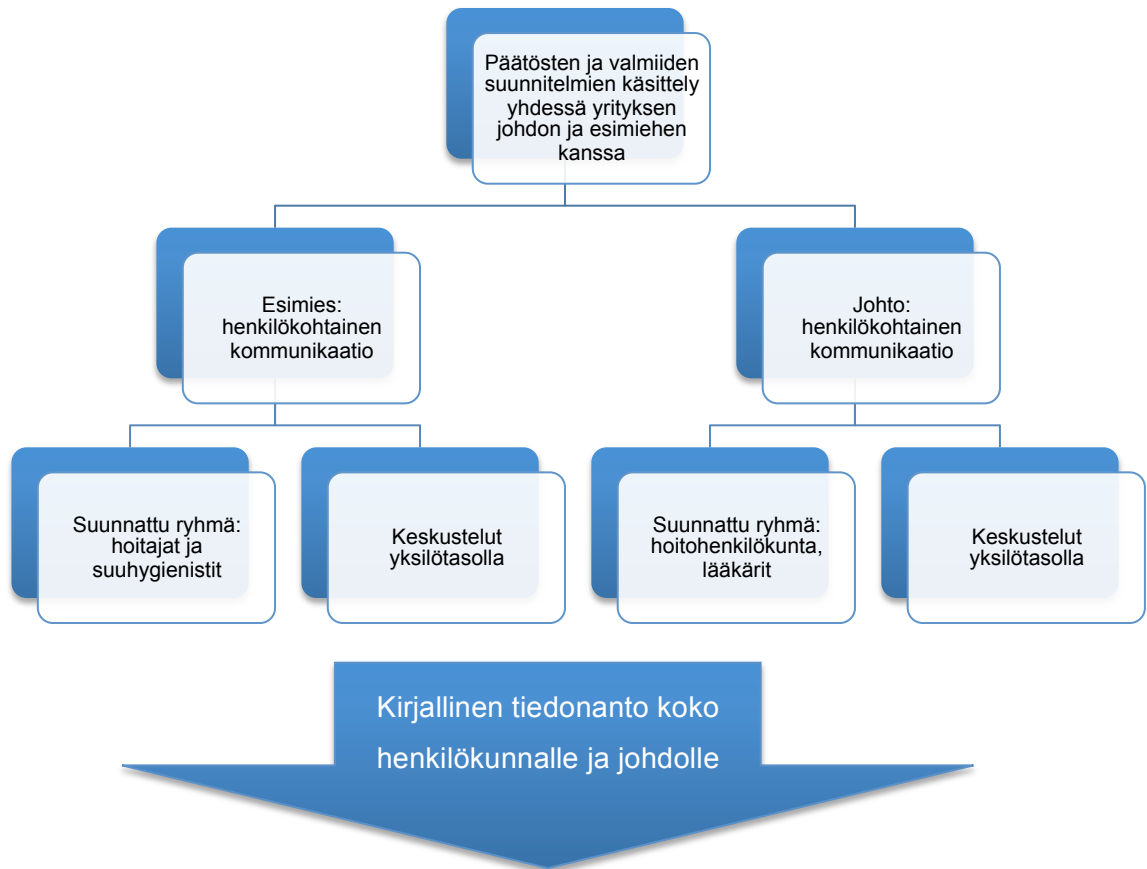 Päätösten ja valmiiden
suunnitelmien käsittely
yhdessä yrityksen
johdon ja esimiehen
kanssa
Esimies:
henkilökohtainen
kommunikaatio
Johto:
henkilökohtainen
kommunikaatio
Suunnattu ryhmä:
hoitajat ja
suuhygienistit
Keskustelut
yksilötasolla
Suunnattu ryhmä:
hoitohenkilökunta,
lääkärit
Keskustelut
yksilötasolla
Kirjallinen tiedonanto koko
henkilökunnalle ja johdolle